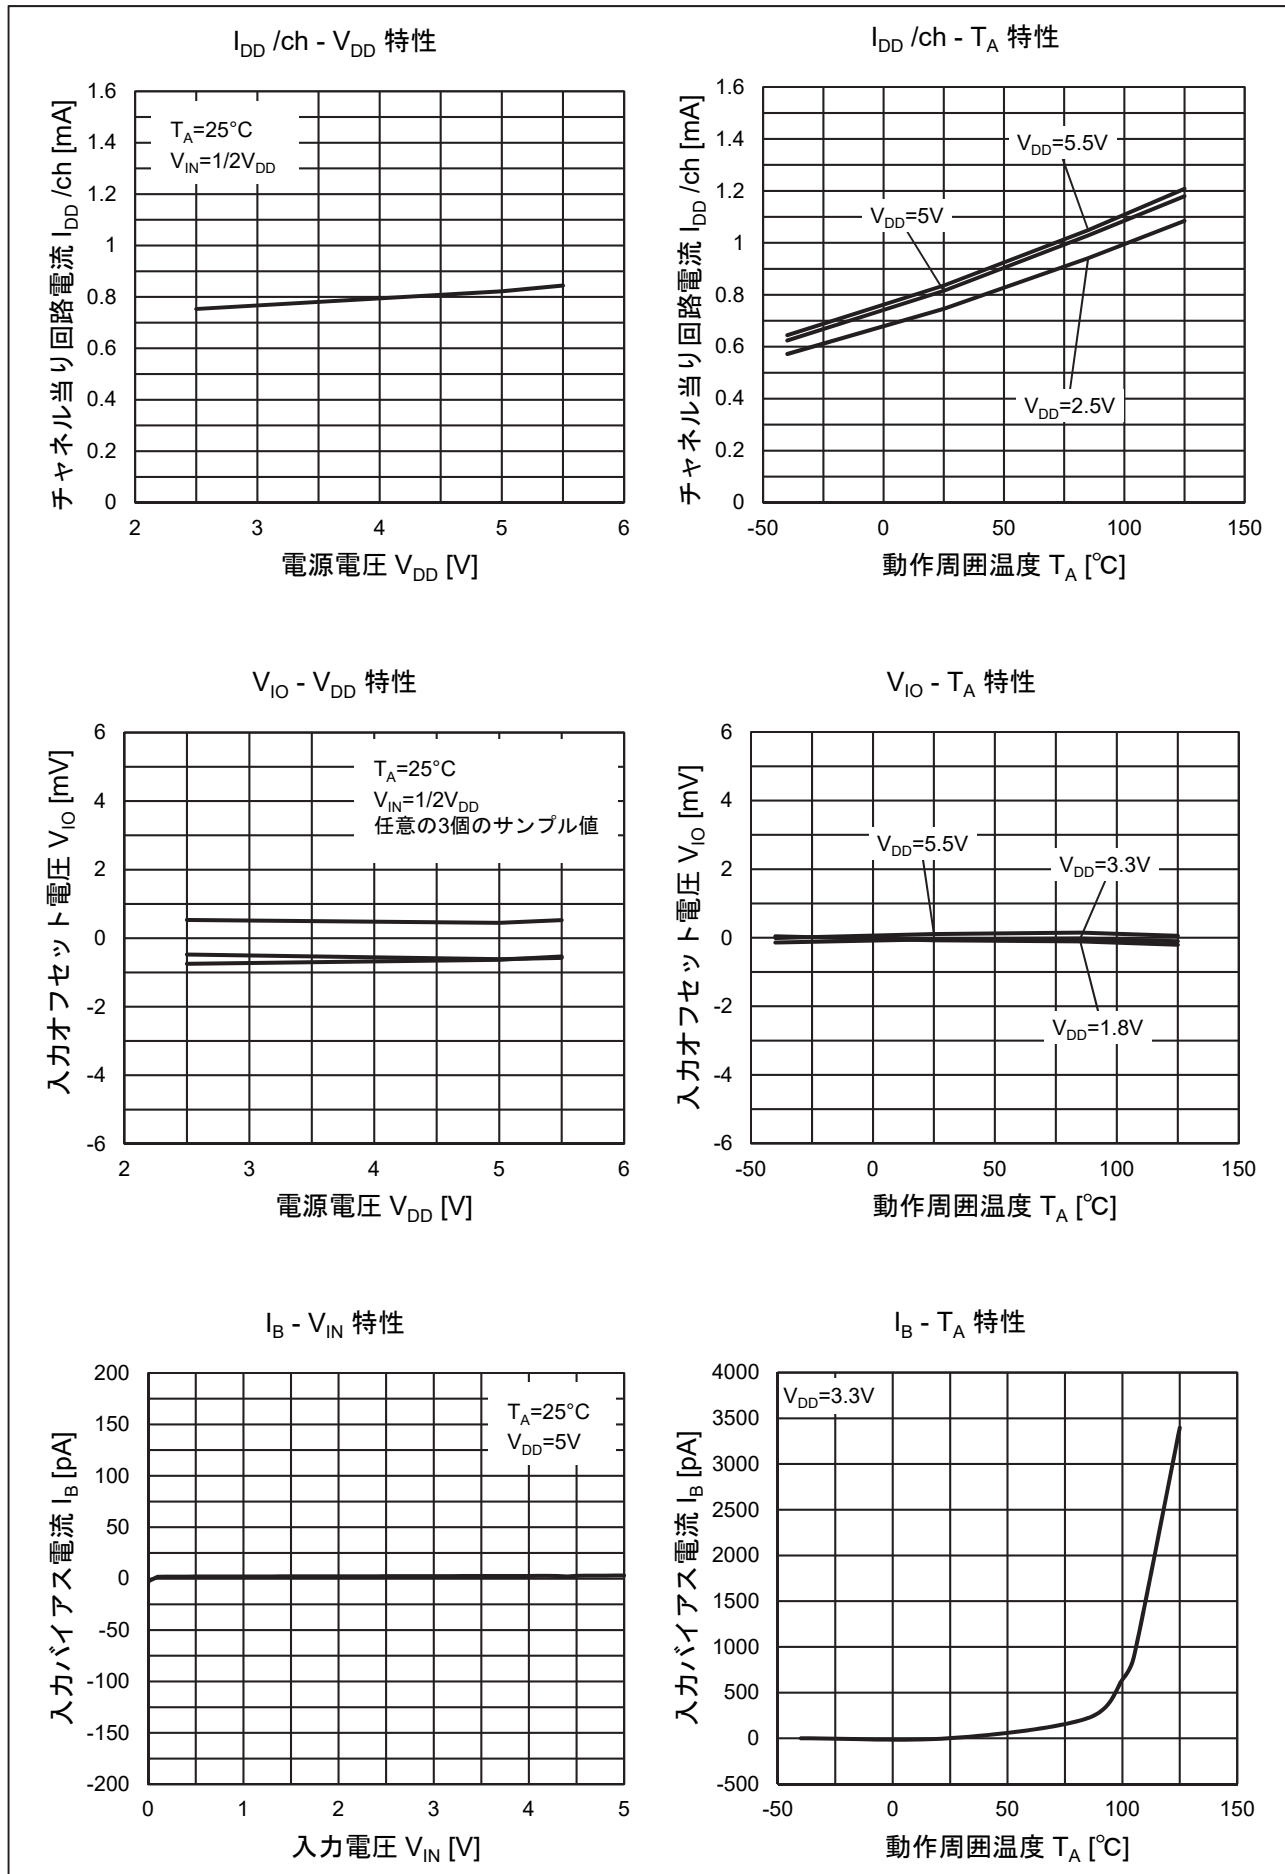 I_DD /ch - V_DD 特性
チャネル当り回路電流 I_DD /ch [mA]
1.6
1.4
1.2
1
0.8
0.6
0.4
0.2
0
T_A=25°C
V_IN=1/2V_DD
2 3 4 5 6
電源電圧 V_DD [V]
I_DD /ch - T_A 特性
チャネル当り回路電流 I_DD /ch [mA]
1.6
1.4
1.2
1
0.8
0.6
0.4
0.2
0
V_DD=5.5V
V_DD=5V
V_DD=2.5V
-50 0 50 100 150
動作周囲温度 T_A [°C]
V_IO - V_DD 特性
入力オフセット電圧 V_IO [mV]
6
4
2
0
-2
-4
-6
T_A=25°C
V_IN=1/2V_DD
任意の3個のサンプル値
2 3 4 5 6
電源電圧 V_DD [V]
V_IO - T_A 特性
入力オフセット電圧 V_IO [mV]
6
4
2
0
-2
-4
-6
V_DD=5.5V
V_DD=3.3V
V_DD=1.8V
-50 0 50 100 150
動作周囲温度 T_A [°C]
I_B - V_IN 特性
入力バイアス電流 I_B [pA]
200
150
100
50
0
-50
-100
-150
-200
T_A=25°C
V_DD=5V
0 1 2 3 4 5
入力電圧 V_IN [V]
I_B - T_A 特性
入力バイアス電流 I_B [pA]
4000
3500
3000
2500
2000
1500
1000
500
0
-500
V_DD=3.3V
-50 0 50 100 150
動作周囲温度 T_A [°C]